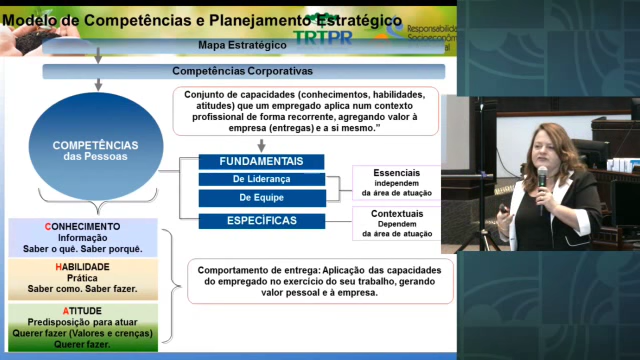 Modelo de Competências e Planejamento Estratégico
TRTPR
Responsabilidade
Mapa Estratégico
Competências Corporativas
Conjunto de capacidades (conhecimentos, habilidades,
atitudes) que um empregado aplica num contexto
profissional de forma recorrente, agregando valor à
empresa (entregas) e a si mesmo.”
COMPETÊNCIAS
das Pessoas
FUNDAMENTAIS
De Liderança
De Equipe
ESPECÍFICAS
Essenciais
independem
da área de atuação
Contextuais
Dependem
da área de atuação
CONHECIMENTO
Informação
Saber o quê. Saber porquê.
HABILIDADE
Prática
Saber como. Saber fazer.
ATITUDE
Predisposição para atuar
Querer fazer (Valores e crenças)
Querer fazer.
Comportamento de entrega: Aplicação das capacidades
do empregado no exercício do seu trabalho, gerando
valor pessoal e à empresa.